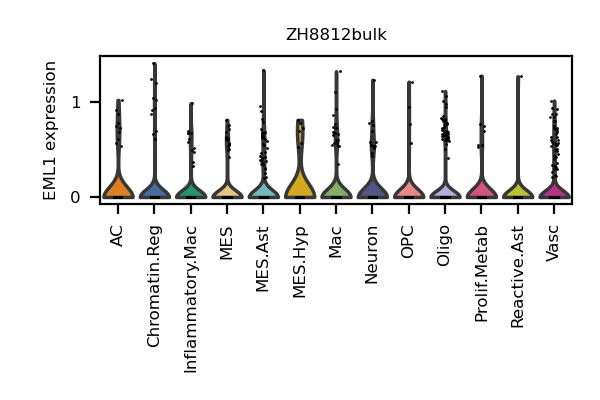 ZH8812bulk
EML1 expression
1
0
AC
Chromatin.Reg
Inflammatory.Mac
MES
MES.Ast
MES.Hyp
Mac
Neuron
OPC
Oligo
Prolif.Metab
Reactive.Ast
Vasc